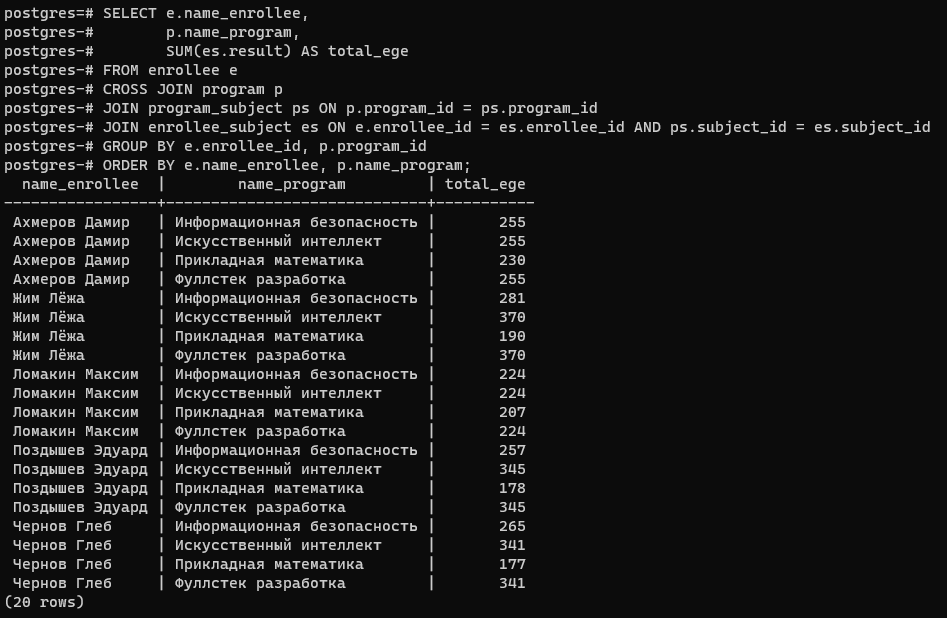 postgres=# SELECT e.name_enrollee,
postgres-#        p.name_program,
postgres-#        SUM(es.result) AS total_ege
postgres-# FROM enrollee e
postgres-# CROSS JOIN program p
postgres-# JOIN program_subject ps ON p.program_id = ps.program_id
postgres-# JOIN enrollee_subject es ON e.enrollee_id = es.enrollee_id AND ps.subject_id = es.subject_id
postgres-# GROUP BY e.enrollee_id, p.program_id
postgres-# ORDER BY e.name_enrollee, p.name_program;
  name_enrollee  |        name_program         | total_ege
-----------------+-----------------------------+-----------
 Ахмеров Дамир   | Информационная безопасность |       255
 Ахмеров Дамир   | Искусственный интеллект     |       255
 Ахмеров Дамир   | Прикладная математика       |       230
 Ахмеров Дамир   | Фуллстек разработка         |       255
 Жим Лёжа        | Информационная безопасность |       281
 Жим Лёжа        | Искусственный интеллект     |       370
 Жим Лёжа        | Прикладная математика       |       190
 Жим Лёжа        | Фуллстек разработка         |       370
 Ломакин Максим  | Информационная безопасность |       224
 Ломакин Максим  | Искусственный интеллект     |       224
 Ломакин Максим  | Прикладная математика       |       207
 Ломакин Максим  | Фуллстек разработка         |       224
 Поздышев Эдуард | Информационная безопасность |       257
 Поздышев Эдуард | Искусственный интеллект     |       345
 Поздышев Эдуард | Прикладная математика       |       178
 Поздышев Эдуард | Фуллстек разработка         |       345
 Чернов Глеб     | Информационная безопасность |       265
 Чернов Глеб     | Искусственный интеллект     |       341
 Чернов Глеб     | Прикладная математика       |       177
 Чернов Глеб     | Фуллстек разработка         |       341
(20 rows)